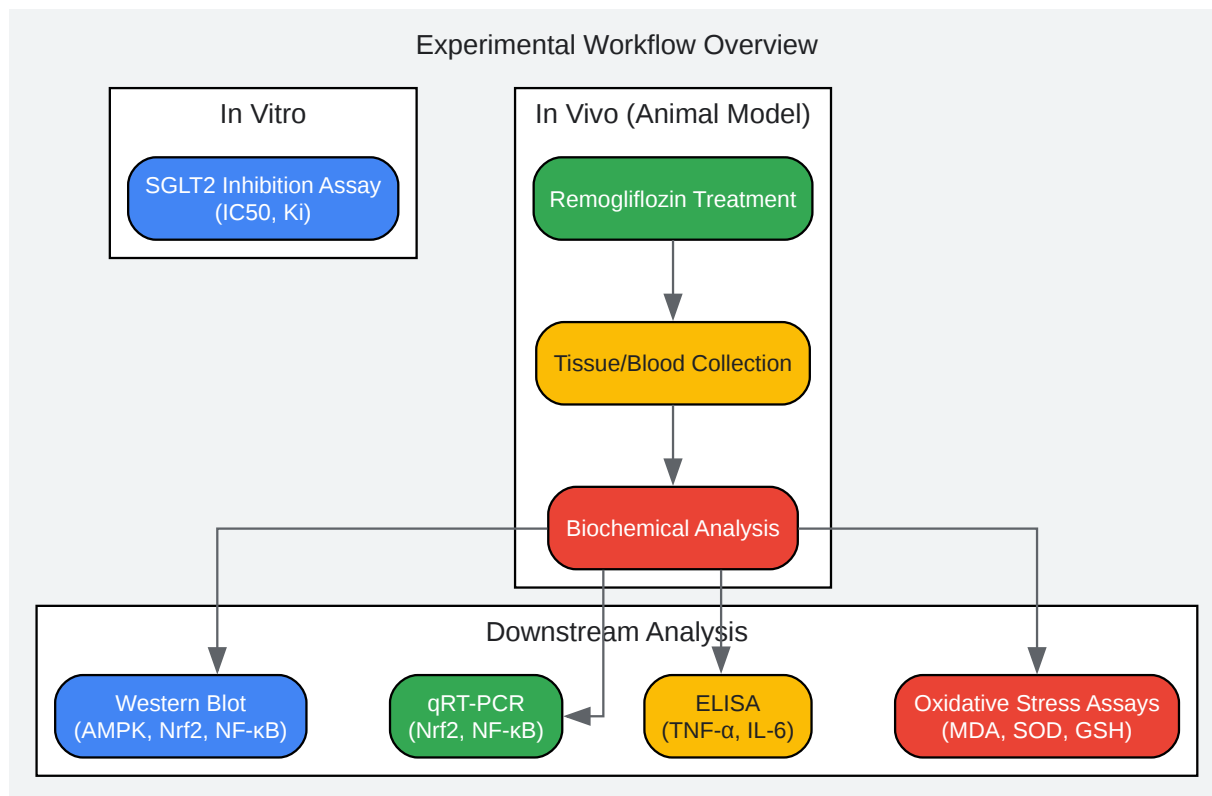 Experimental Workflow Overview
In Vitro
SGLT2 Inhibition Assay
(IC50, Ki)
In Vivo (Animal Model)
Remogliflozin Treatment
Tissue/Blood Collection
Biochemical Analysis
Downstream Analysis
Western Blot
(AMPK, Nrf2, NF-κB)
qRT-PCR
(Nrf2, NF-κB)
ELISA
(TNF-α, IL-6)
Oxidative Stress Assays
(MDA, SOD, GSH)